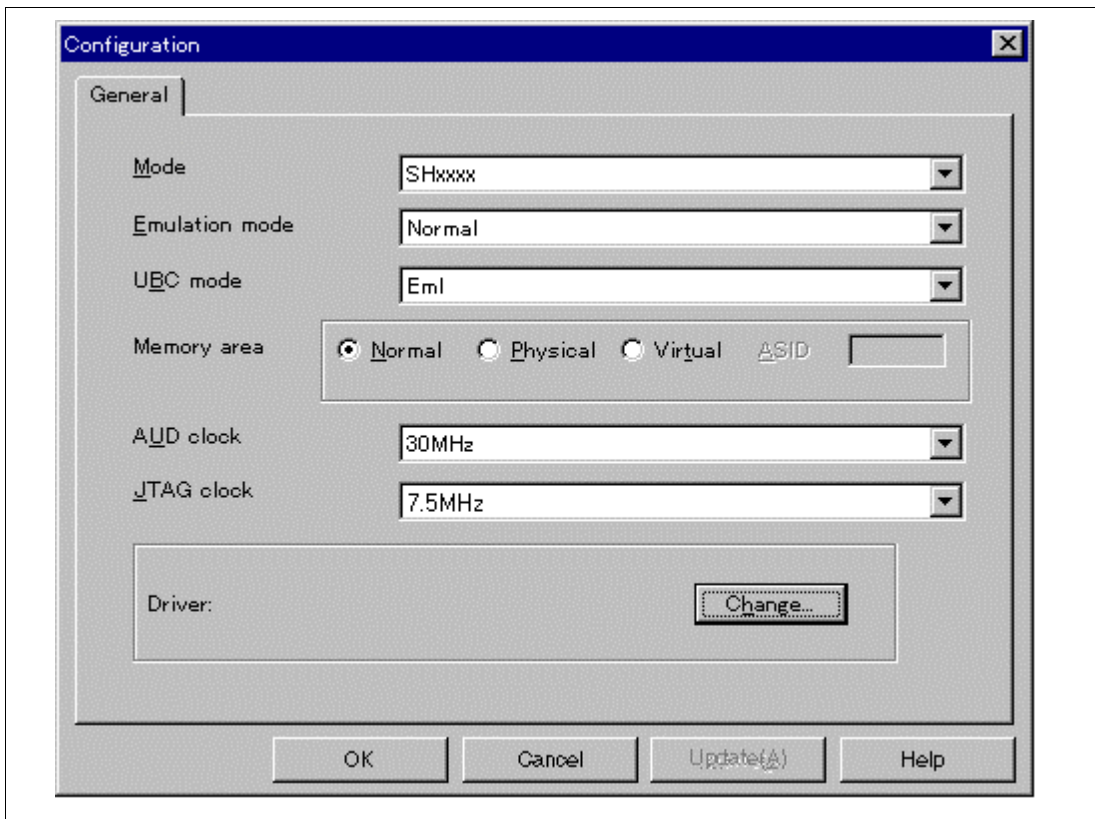 Configuration
General
Mode SHxxxx
Emulation mode Normal
UBC mode Eml
Memory area Normal Physical Virtual ASID
AUD clock 30MHz
JTAG clock 7.5MHz
Driver: Change...
OK Cancel Update(A) Help